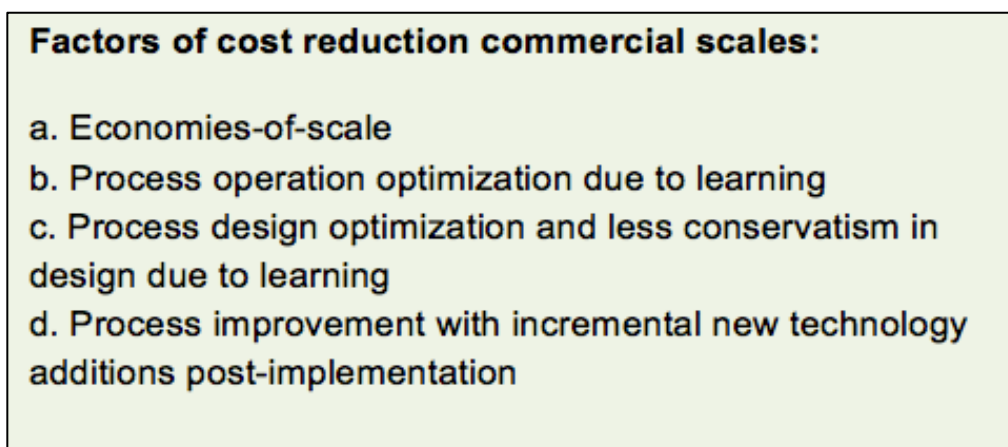 Factors of cost reduction commercial scales:
a. Economies-of-scale
b. Process operation optimization due to learning
c. Process design optimization and less conservatism in
design due to learning
d. Process improvement with incremental new technology
additions post-implementation